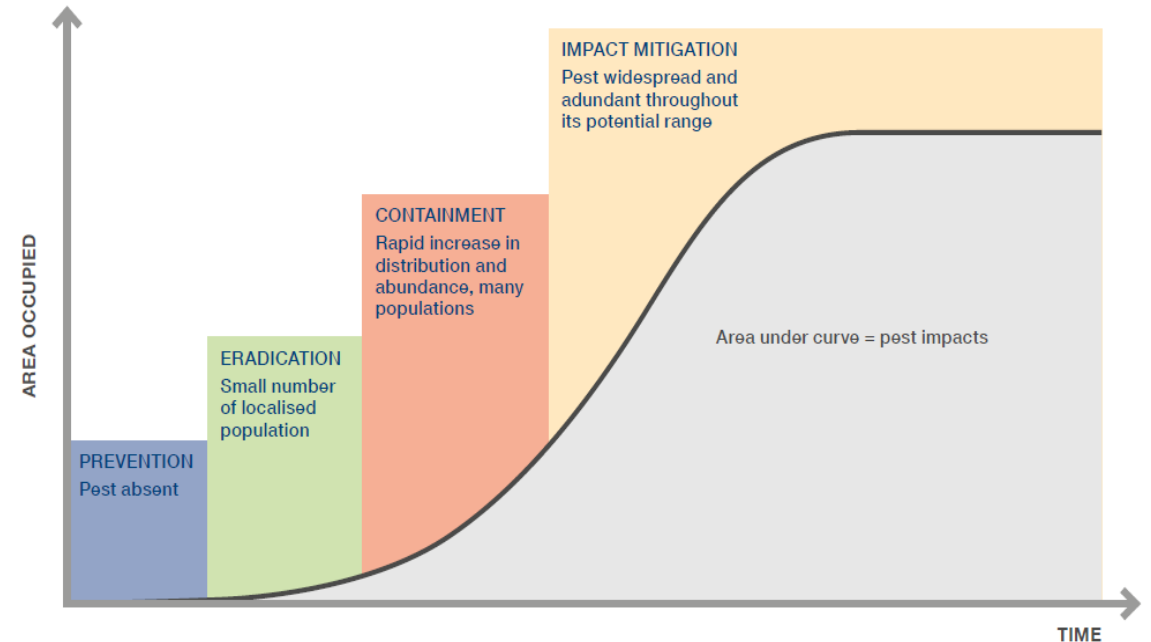 IMPACT MITIGATION
Pest widespread and
adundant throughout
its potential range
CONTAINMENT
Rapid increase in
distribution and
abundance, many
populations
ERADICATION
Small number
of localised
population
PREVENTION
Pest absent
Area under curve = pest impacts
AREA OCCUPIED
TIME